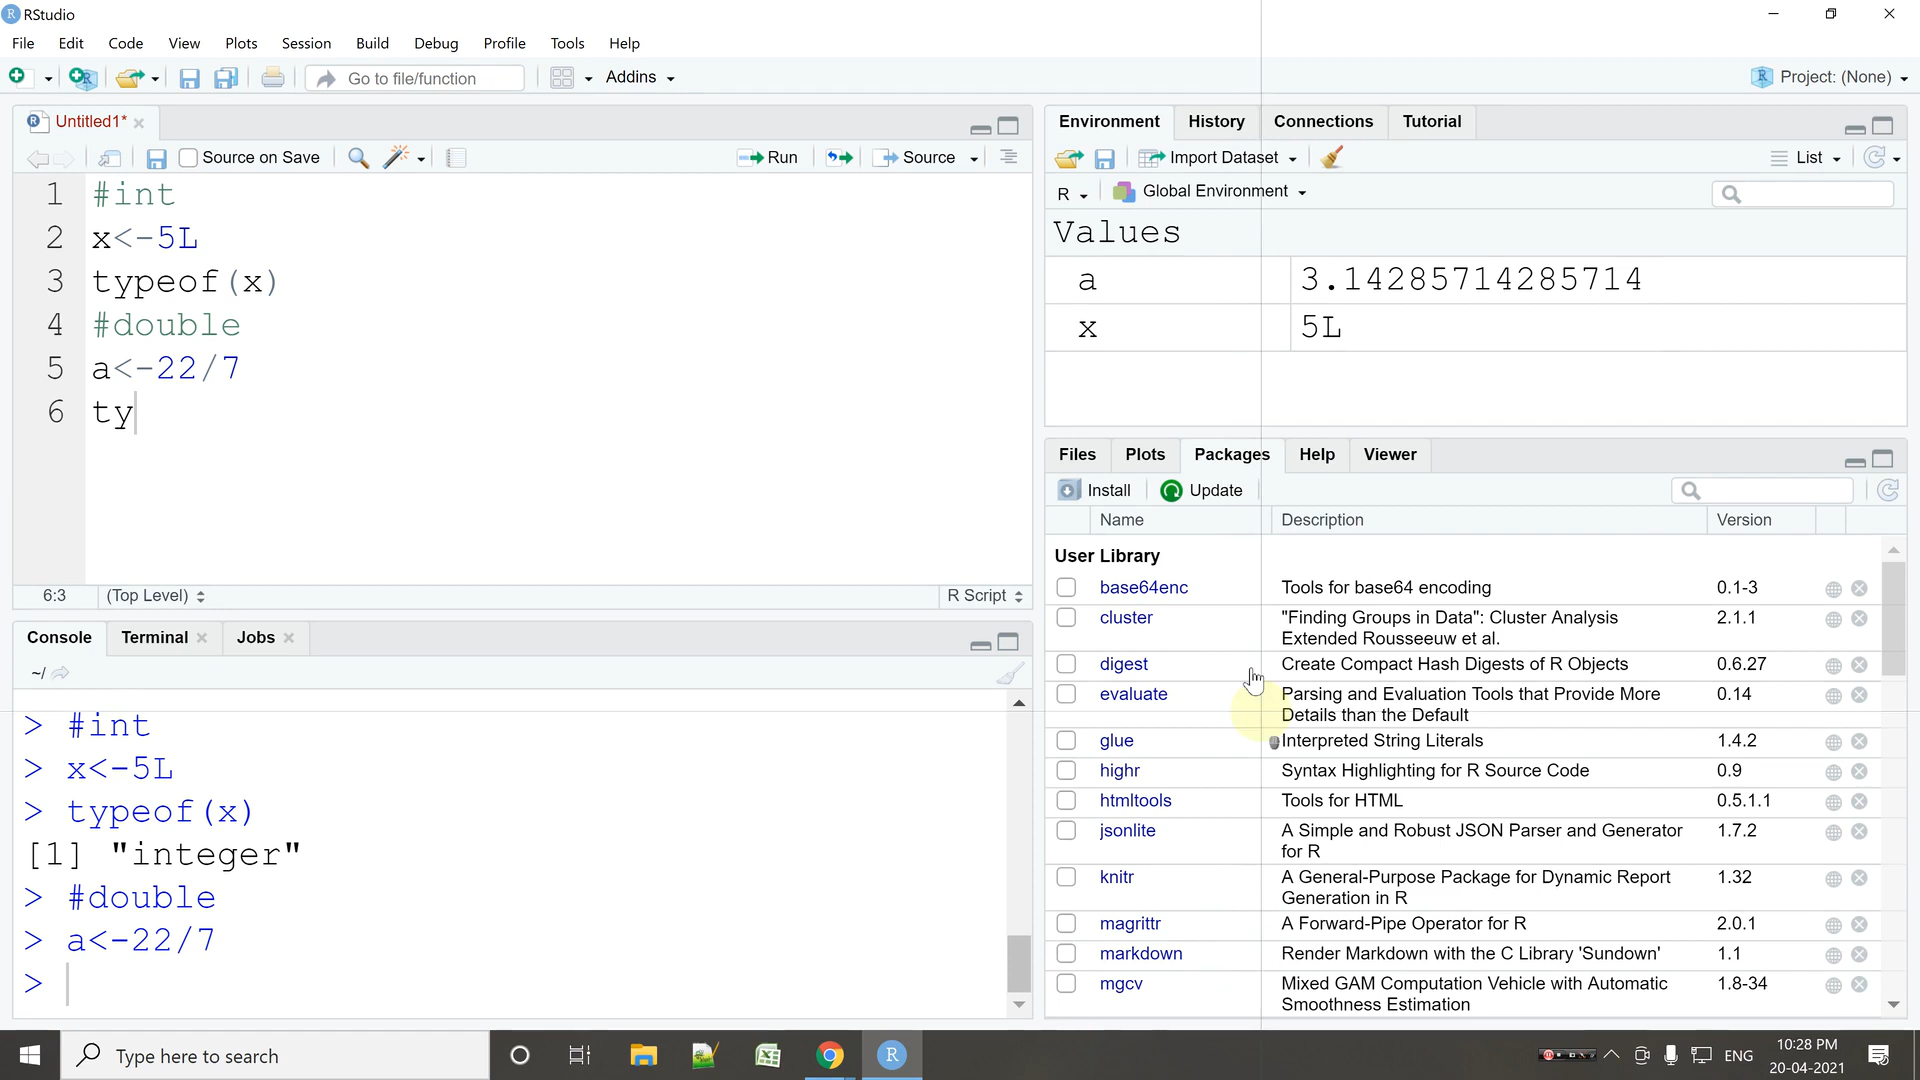 RStudio
File Edit Code View Plots Session Build Debug Profile Tools Help
Go to file/function Addins Project: (None)
Untitled1*
Source on Save Run Source
1 #int
2 x<-5L
3 typeof(x)
4 #double
5 a<-22/7
6 ty
6:3 (Top Level) R Script
Console Terminal Jobs
~/
> #int
> x<-5L
> typeof(x)
[1] "integer"
> #double
> a<-22/7
>
Environment History Connections Tutorial
Import Dataset List
R Global Environment
Values
a 3.14285714285714
x 5L
Files Plots Packages Help Viewer
Install Update
Name Description Version
User Library
base64enc Tools for base64 encoding 0.1-3
cluster "Finding Groups in Data": Cluster Analysis 2.1.1
Extended Rousseeuw et al.
digest Create Compact Hash Digests of R Objects 0.6.27
evaluate Parsing and Evaluation Tools that Provide More 0.14
Details than the Default
glue Interpreted String Literals 1.4.2
highr Syntax Highlighting for R Source Code 0.9
htmltools Tools for HTML 0.5.1.1
jsonlite A Simple and Robust JSON Parser and Generator 1.7.2
for R
knitr A General-Purpose Package for Dynamic Report 1.32
Generation in R
magrittr A Forward-Pipe Operator for R 2.0.1
markdown Render Markdown with the C Library 'Sundown' 1.1
mgcv Mixed GAM Computation Vehicle with Automatic 1.8-34
Smoothness Estimation
Type here to search
ENG
10:28 PM
20-04-2021